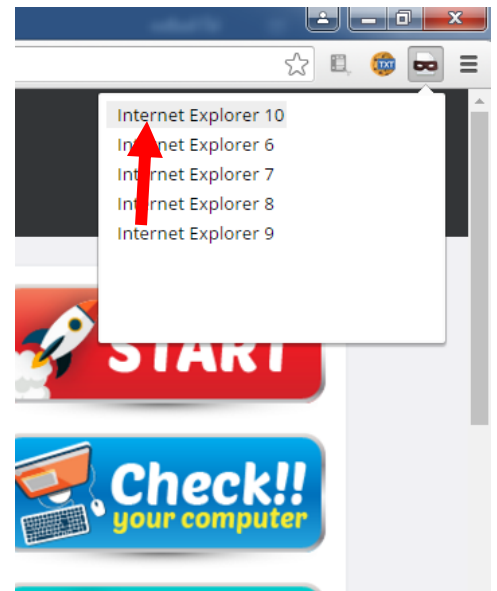 TXT
Internet Explorer 10
Internet Explorer 6
Internet Explorer 7
Internet Explorer 8
Internet Explorer 9
START
Check!!
your computer